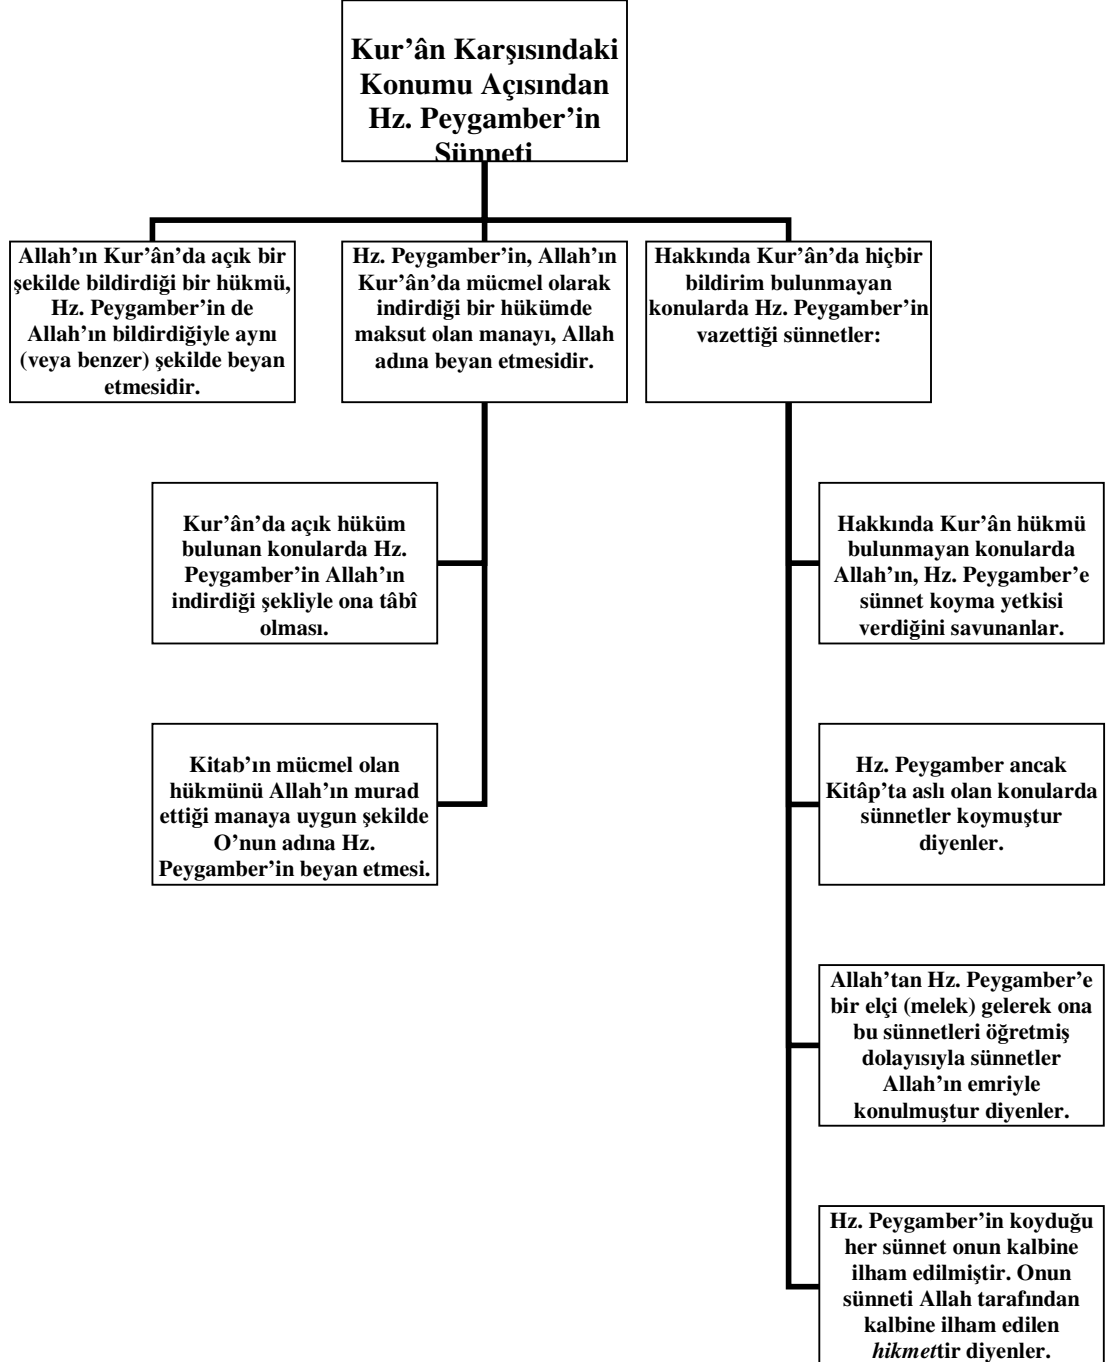 Kur’ân Karşısındaki
Konumu Açısından
Hz. Peygamber’in
Sünneti
Allah’ın Kur’ân’da açık bir
şekilde bildirdiği bir hükmü,
Hz. Peygamber’in de
Allah’ın bildirdiğiyle aynı
(veya benzer) şekilde beyan
etmesidir.
Hz. Peygamber’in, Allah’ın
Kur’ân’da mücmel olarak
indirdiği bir hükümde
maksut olan manayı, Allah
adına beyan etmesidir.
Hakkında Kur’ân’da hiçbir
bildirim bulunmayan
konularda Hz. Peygamber’in
vazettiği sünnetler:
Kur’ân’da açık hüküm
bulunan konularda Hz.
Peygamber’in Allah’ın
indirdiği şekliyle ona tâbî
olması.
Kitab’ın mücmel olan
hükmünü Allah’ın murad
ettiği manaya uygun şekilde
O’nun adına Hz.
Peygamber’in beyan etmesi.
Hakkında Kur’ân hükmü
bulunmayan konularda
Allah’ın, Hz. Peygamber’e
sünnet koyma yetkisi
verdiğini savunanlar.
Hz. Peygamber ancak
Kitâp’ta aslı olan konularda
sünnetler koymuştur
diyenler.
Allah’tan Hz. Peygamber’e
bir elçi (melek) gelerek ona
bu sünnetleri öğretmiş
dolayısıyla sünnetler
Allah’ın emriyle
konulmuştur diyenler.
Hz. Peygamber’in koyduğu
her sünnet onun kalbine
ilham edilmiştir. Onun
sünneti Allah tarafından
kalbine ilham edilen
hikmettir diyenler.